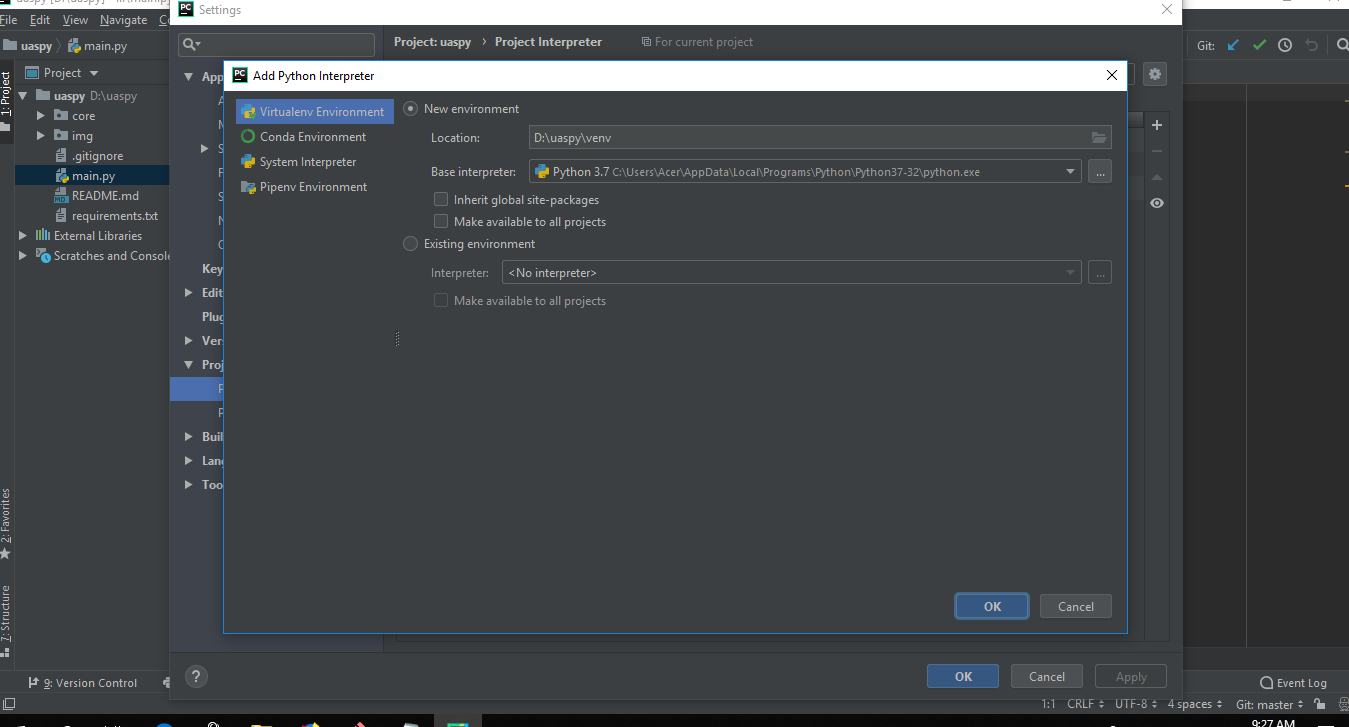 Settings
File Edit View Navigate
uaspy main.py
Project: uaspy › Project Interpreter For current project
Git:
1: Project
Project
uaspy D:\uaspy
core
img
.gitignore
main.py
README.md
requirements.txt
External Libraries
Scratches and Console
Add Python Interpreter
Virtualenv Environment
Conda Environment
System Interpreter
Pipenv Environment
New environment
Location: D:\uaspy\venv
Base interpreter: Python 3.7 C:\Users\Acer\AppData\Local\Programs\Python\Python37-32\python.exe ...
Inherit global site-packages
Make available to all projects
Existing environment
Interpreter: <No interpreter> ...
Make available to all projects
OK Cancel
App
Key
Edit
Plug
Ver
Proj
Buil
Lan
Too
2: Favorites
7: Structure
? OK Cancel Apply
9: Version Control Event Log
1:1 CRLF UTF-8 4 spaces Git: master
9:27 AM